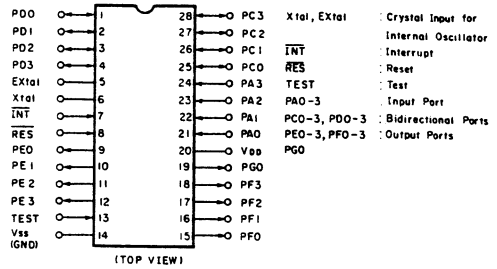 PD0 1 28 PC3
PD1 2 27 PC2
PD2 3 26 PC1
PD3 4 25 PC0
EXtal 5 24 PA3
Xtal 6 23 PA2
INT 7 22 PA1
RES 8 21 PA0
PE0 9 20 VDD
PE1 10 19 PG0
PE2 11 18 PF3
PE3 12 17 PF2
TEST 13 16 PF1
Vss 14 15 PF0
(GND)
(TOP VIEW)
Xtal, EXtal : Crystal Input for
Internal Oscillator
INT : Interrupt
RES : Reset
TEST : Test
PA0-3 : Input Port
PC0-3, PD0-3 : Bidirectional Ports
PE0-3, PF0-3 : Output Ports
PG0